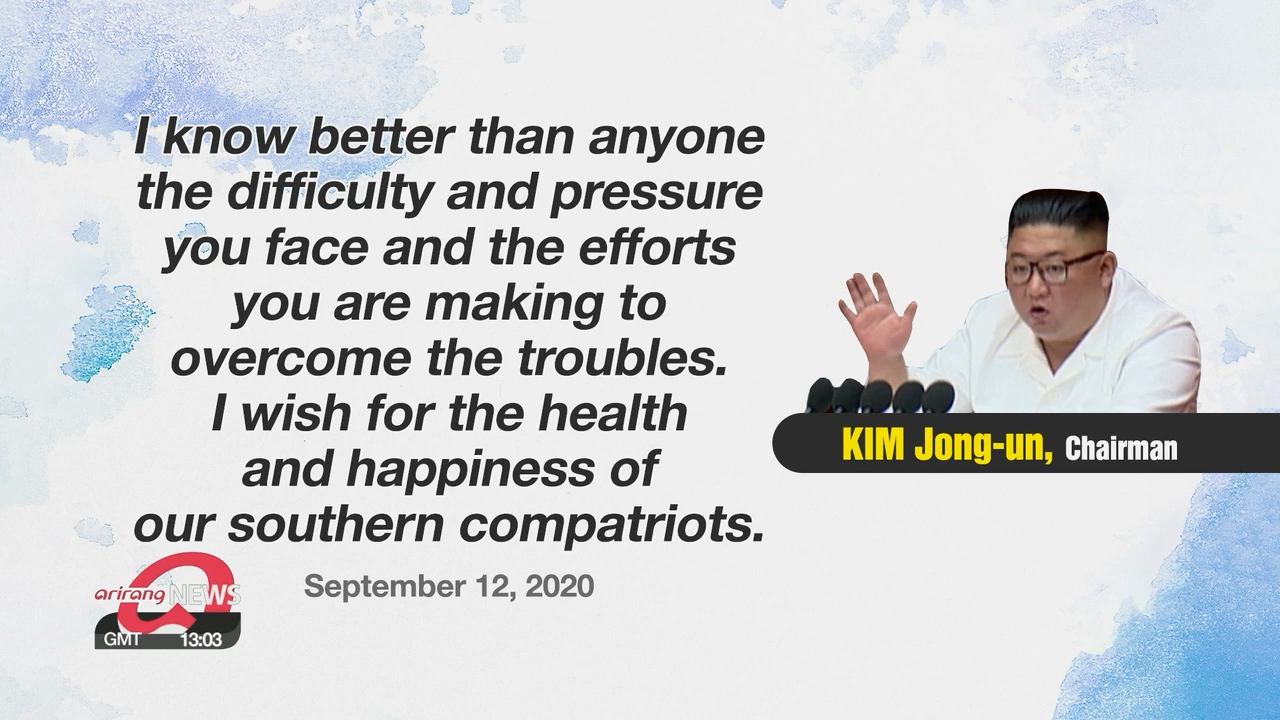 I know better than anyone
the difficulty and pressure
you face and the efforts
you are making to
overcome the troubles.
I wish for the health
and happiness of
our southern compatriots.
September 12, 2020
KIM Jong-un, Chairman
arirang NEWS
GMT 13:03